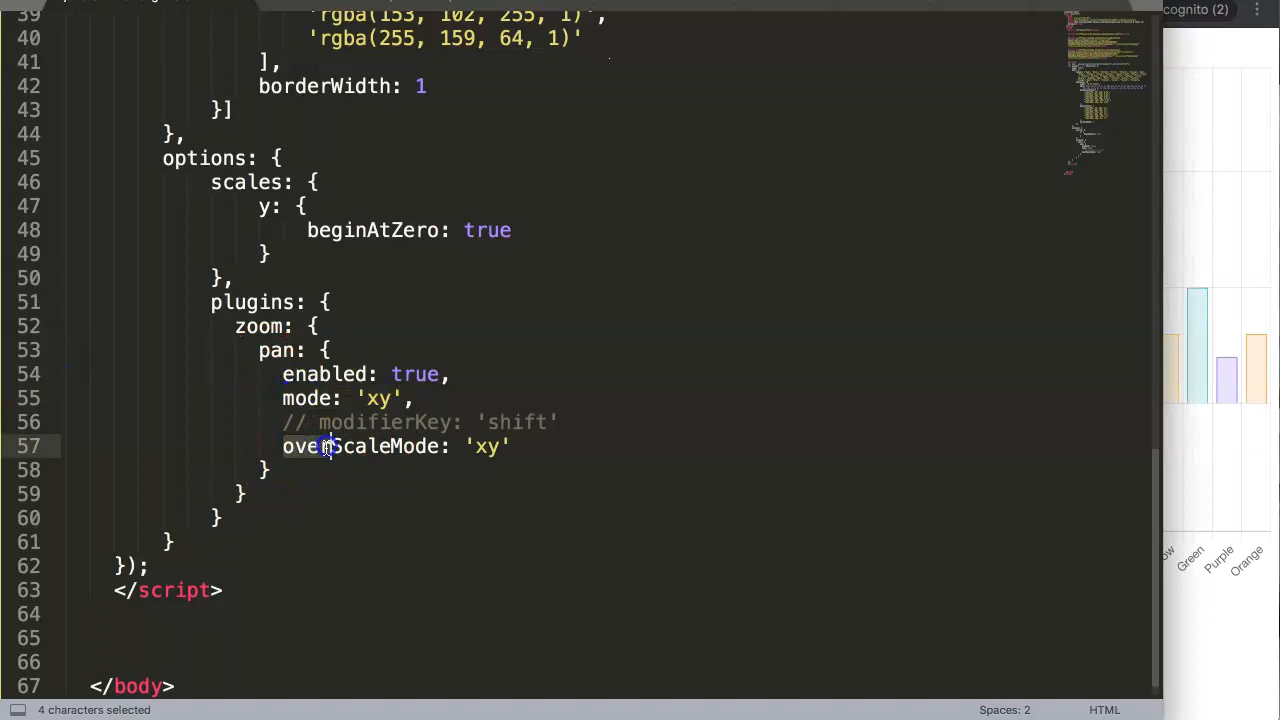 cognito (2)
39 'rgba(153, 102, 255, 1)',
40 'rgba(255, 159, 64, 1)'
41 ],
42 borderWidth: 1
43 }]
44 },
45 options: {
46 scales: {
47 y: {
48 beginAtZero: true
49 }
50 },
51 plugins: {
52 zoom: {
53 pan: {
54 enabled: true,
55 mode: 'xy',
56 // modifierKey: 'shift'
57 overScaleMode: 'xy'
58 }
59 }
60 }
61 }
62 });
63 </script>
64
65
66
67 </body>
ow
Green
Purple
Orange
4 characters selected
Spaces: 2
HTML